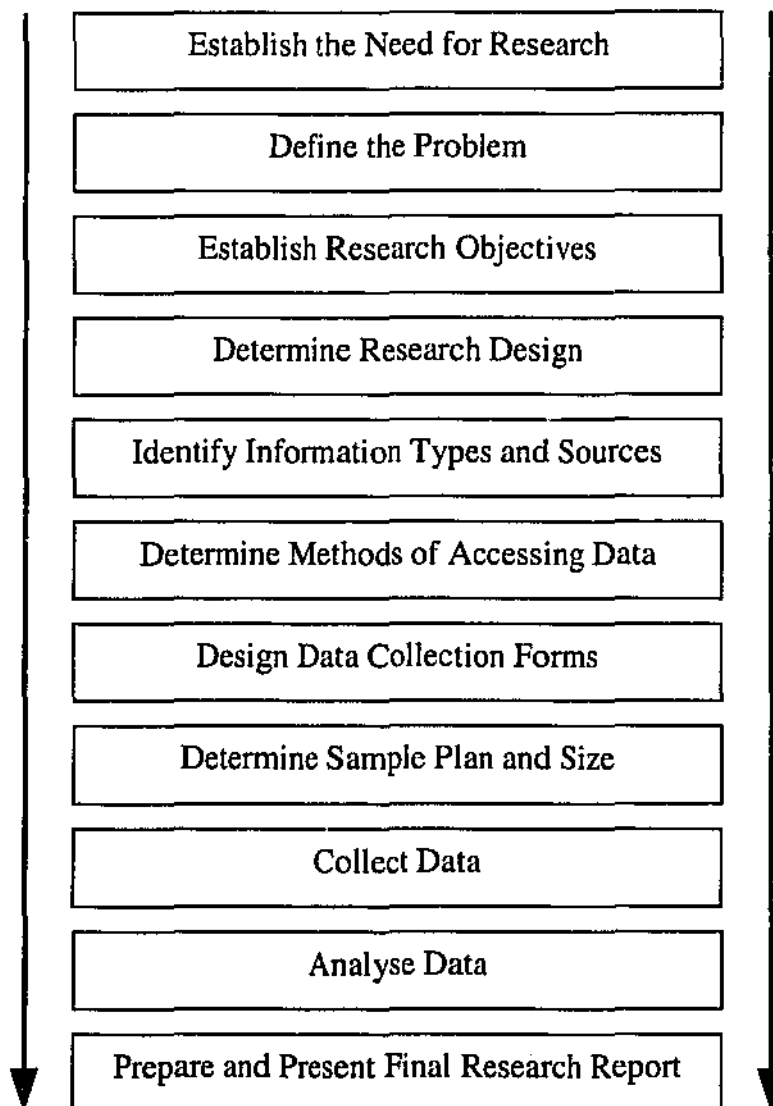 Establish the Need for Research
Define the Problem
Establish Research Objectives
Determine Research Design
Identify Information Types and Sources
Determine Methods of Accessing Data
Design Data Collection Forms
Determine Sample Plan and Size
Collect Data
Analyse Data
Prepare and Present Final Research Report